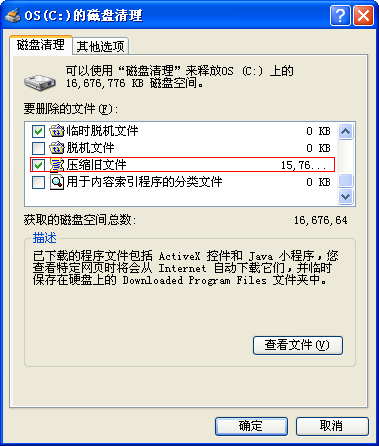 OS(C:)的磁盘清理
磁盘清理 其他选项
可以使用“磁盘清理”来释放OS (C:) 上的
16,676,776 KB 磁盘空间。
要删除的文件(F):
临时脱机文件 0 KB
脱机文件 0 KB
压缩旧文件 15,76...
用于内容索引程序的分类文件 0 KB
获取的磁盘空间总数: 16,676,64
描述
已下载的程序文件包括 ActiveX 控件和 Java 小程序，您
查看特定网页时将会从 Internet 自动下载它们，并临时
保存在硬盘上的 Downloaded Program Files 文件夹中。
查看文件(V)
确定 取消